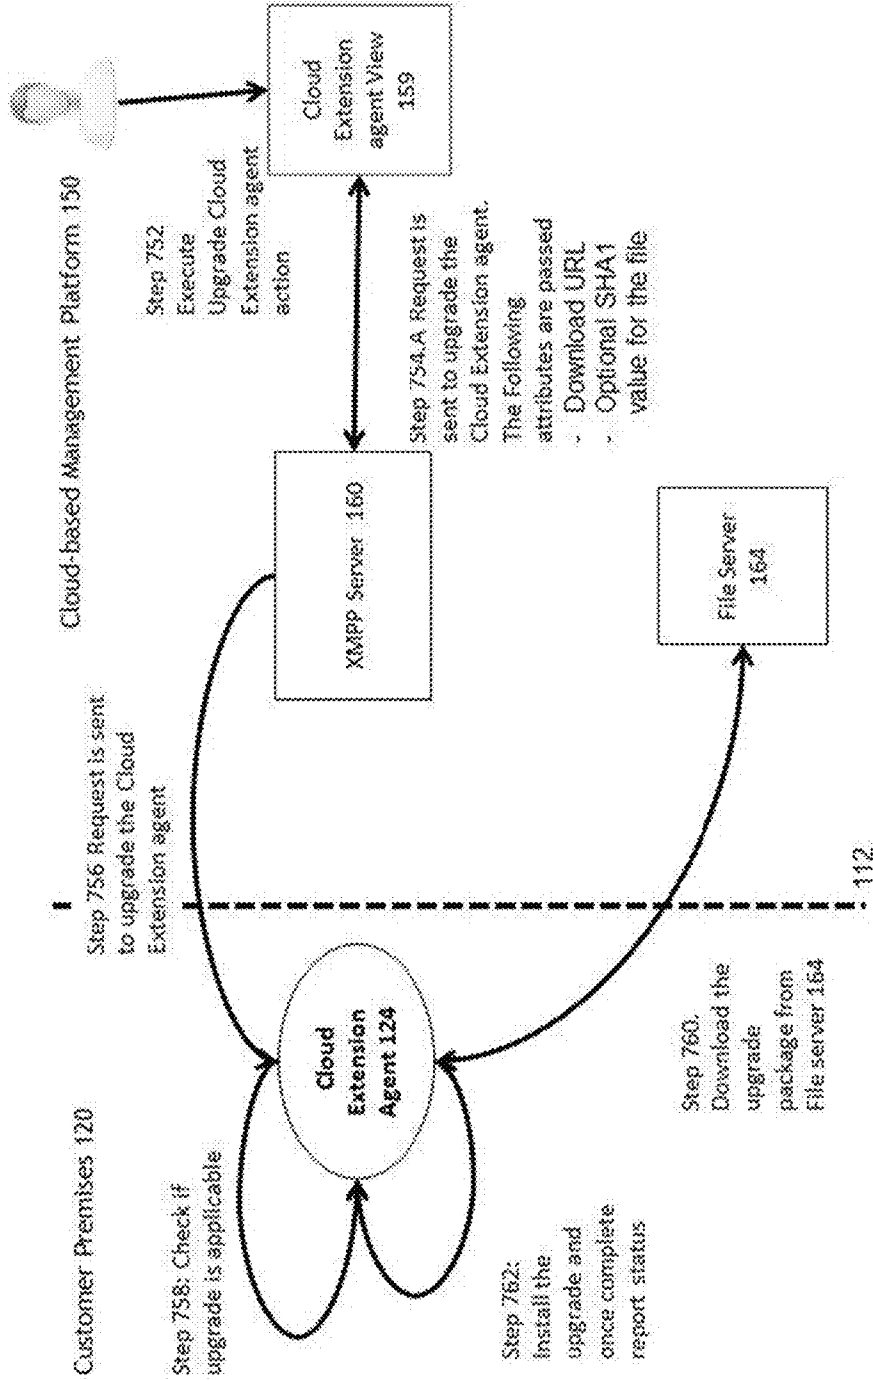 Customer Premises 120
Cloud-based Management Platform 150
Step 756 Request is sent
to upgrade the Cloud
Extension agent
Step 752
Execute
Upgrade Cloud
Extension agent
action
Step 758: Check if
upgrade is applicable
Cloud
Extension
Agent 124
XMPP Server 160
Cloud
Extension
agent View
159
Step 754.A Request is
sent to upgrade the
Cloud Extension agent.
The Following
attributes are passed
- Download URL
- Optional SHA1
value for the file.
Step 762:
Install the
upgrade and
once complete
report status
Step 760.
Download the
upgrade
package from
File server 164
File Server
164
112